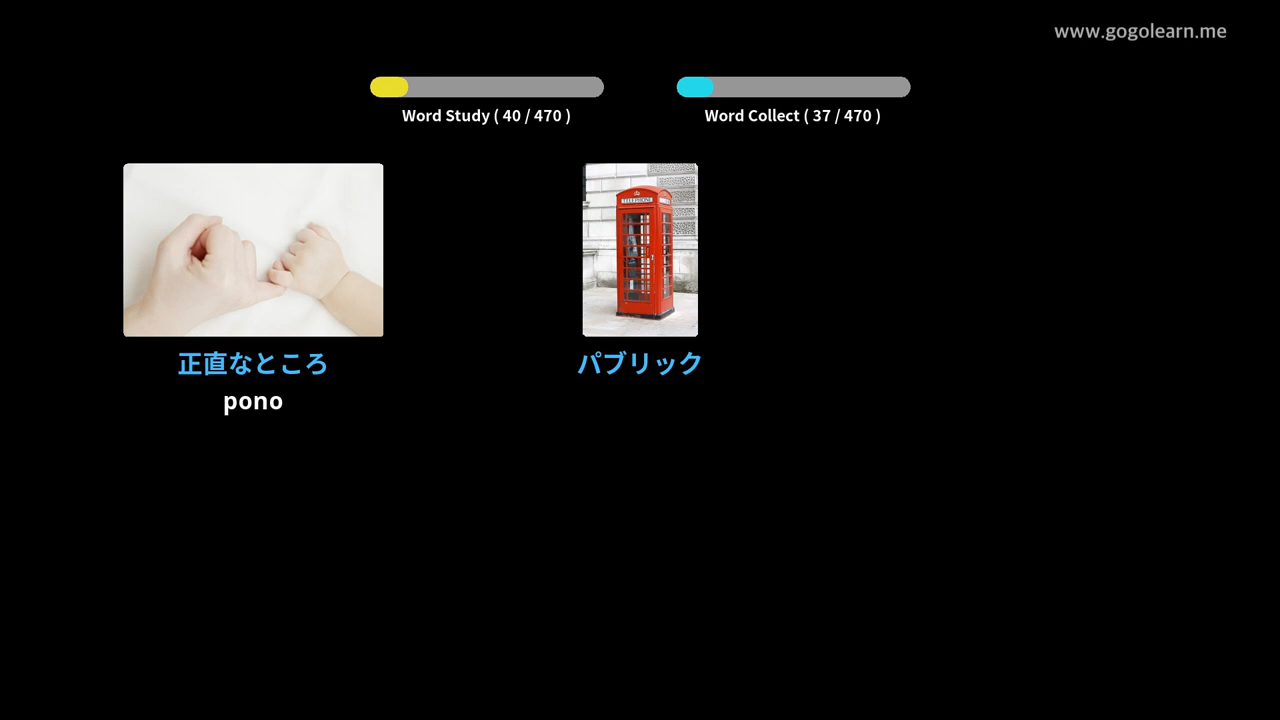 www.gogolearn.me
Word Study ( 40 / 470 )
Word Collect ( 37 / 470 )
TELEPHONE
正直なところ
パブリック
pono